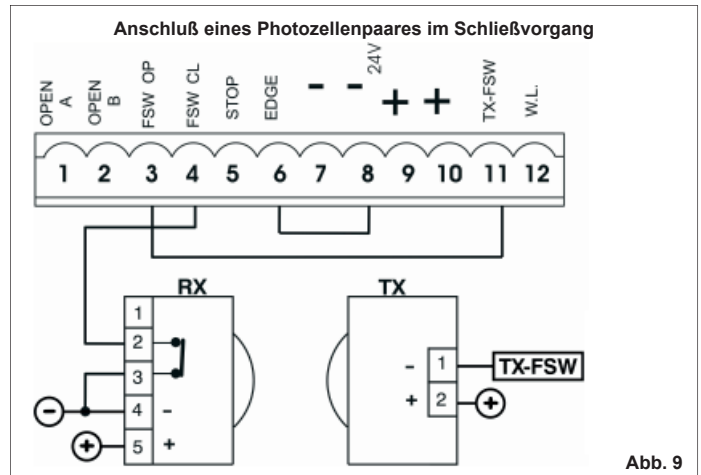 Anschluß eines Photozellenpaares im Schließvorgang
OPEN A
OPEN B
FSW OP
FSW CL
STOP
EDGE
-
-
24V
+
+
TX-FSW
W.L.
1 2 3 4 5 6 7 8 9 10 11 12
RX
1
2
3
4 -
5 +
-
+
TX
- 1
+ 2
TX-FSW
+
Abb. 9